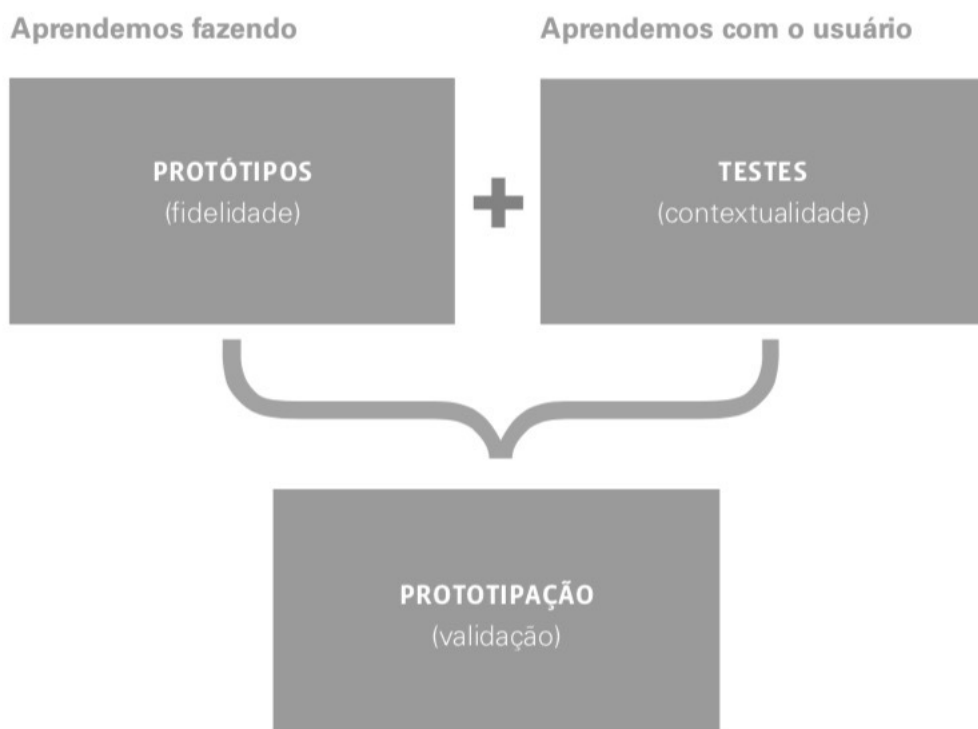 Aprendemos fazendo
Aprendemos com o usuário
PROTÓTIPOS
(fidelidade)
TESTES
(contextualidade)
PROTOTIPAÇÃO
(validação)